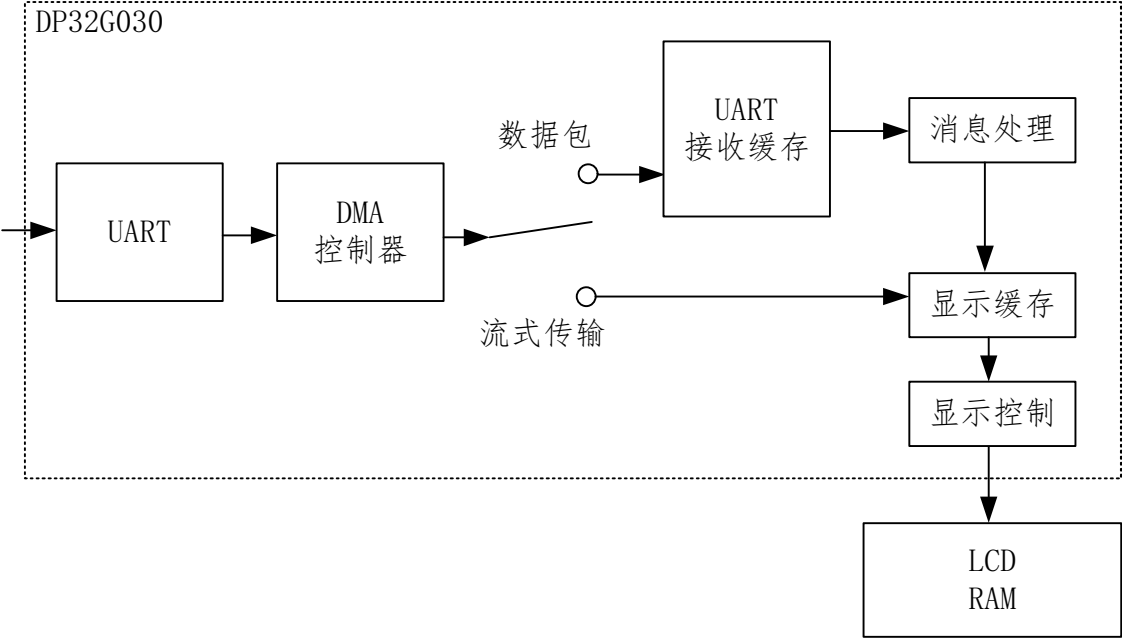 DP32G030
UART
DMA
控制器
数据包
流式传输
UART
接收缓存
消息处理
显示缓存
显示控制
LCD
RAM